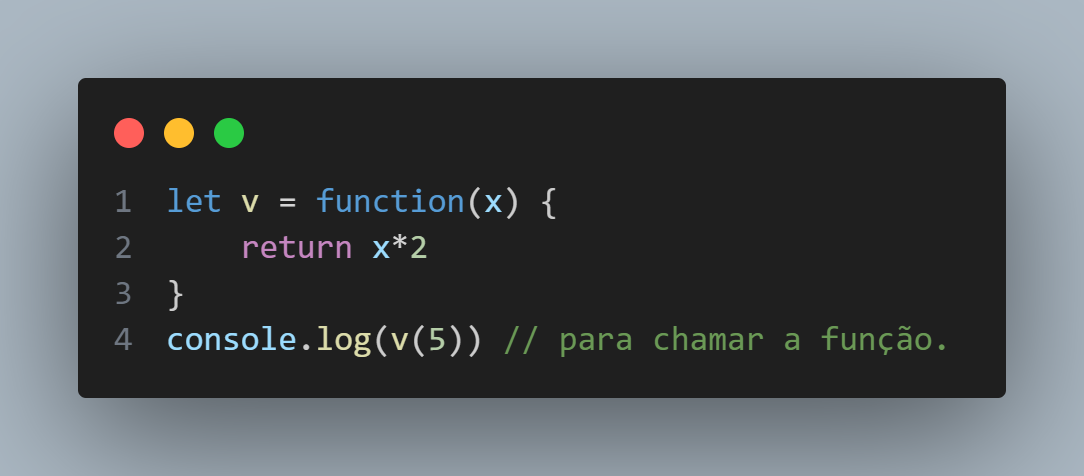 1 let v = function(x) {
2     return x*2
3 }
4 console.log(v(5)) // para chamar a função.